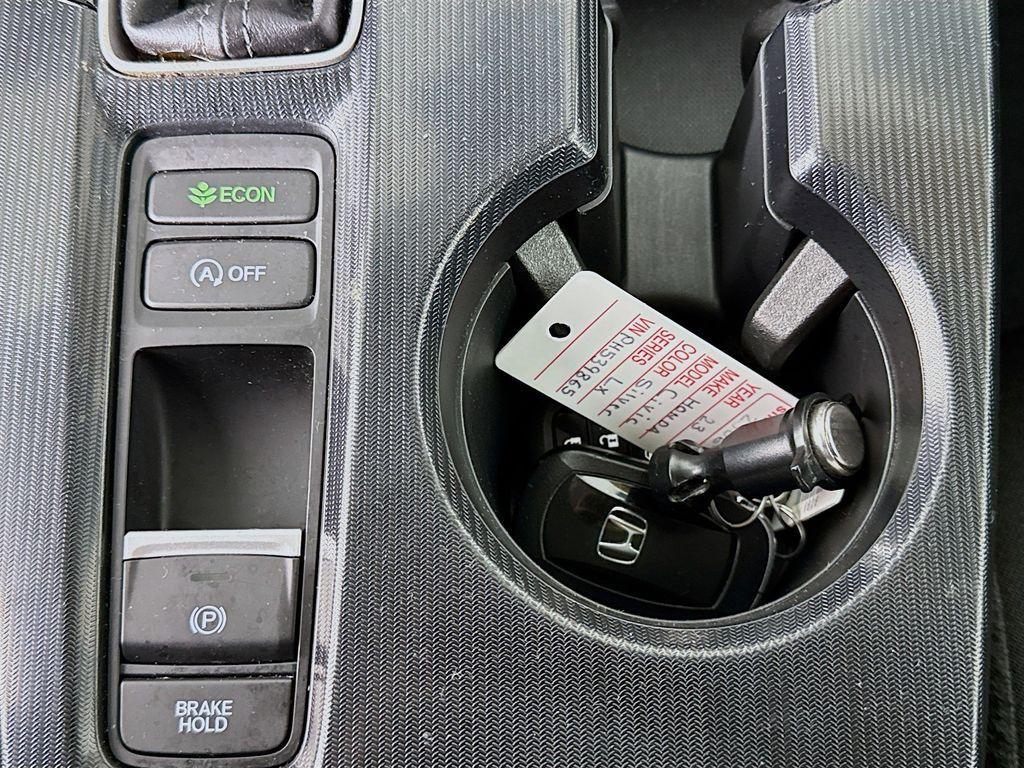 ECON
A OFF
P
BRAKE
HOLD
YEAR 23
MAKE HONDA
MODEL Civic
COLOR Silver
SERIES LX
VIN PH539865